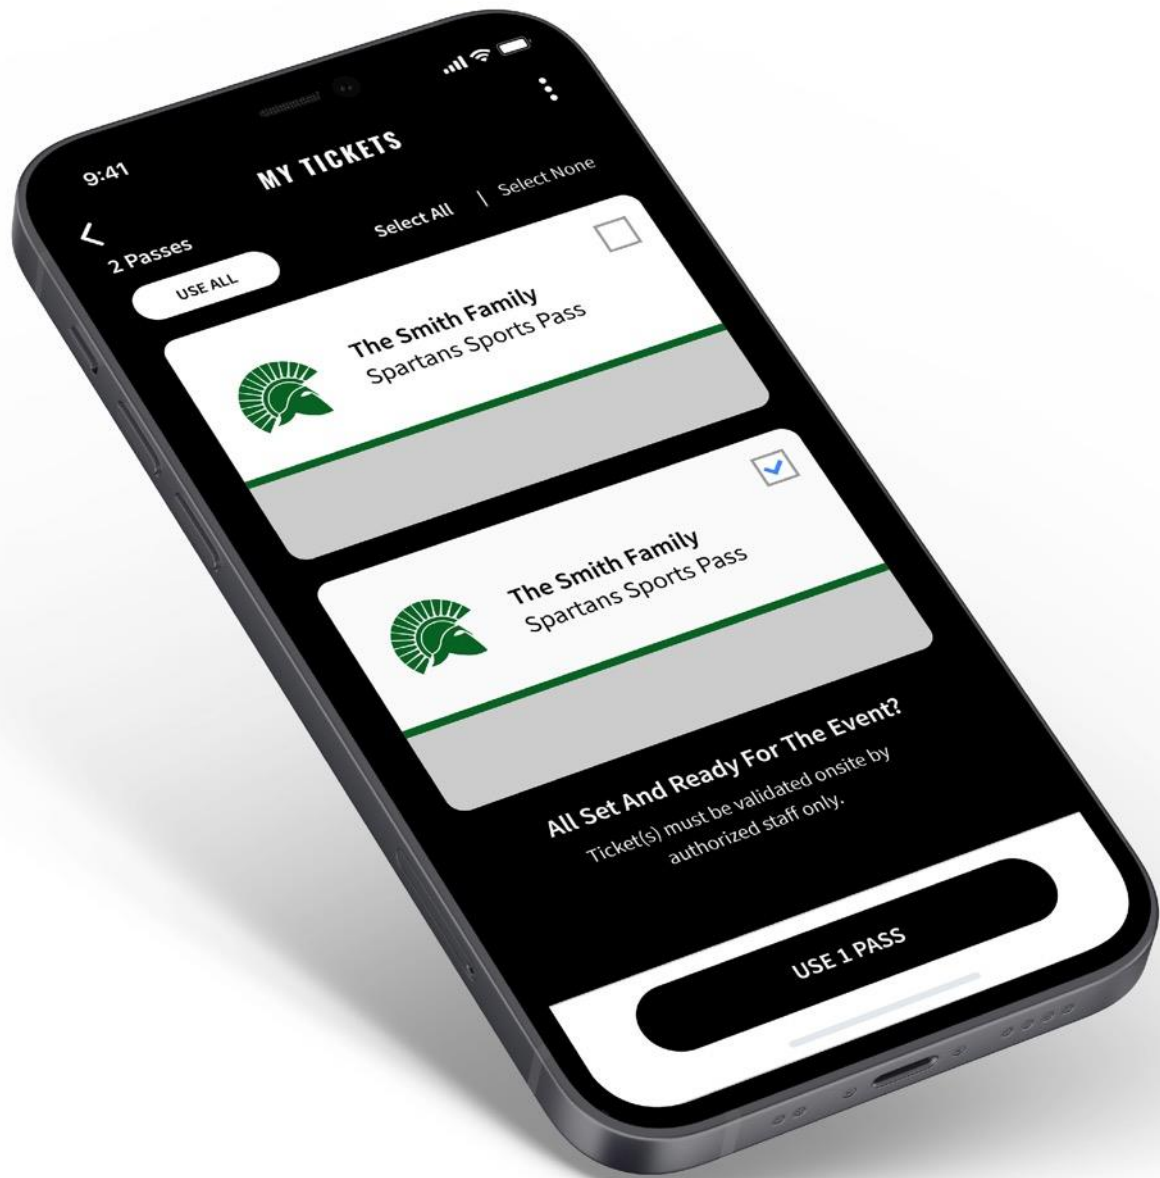 9:41
MY TICKETS
2 Passes
Select All | Select None
USE ALL
The Smith Family
Spartans Sports Pass
The Smith Family
Spartans Sports Pass
All Set And Ready For The Event?
Ticket(s) must be validated onsite by
authorized staff only.
USE 1 PASS